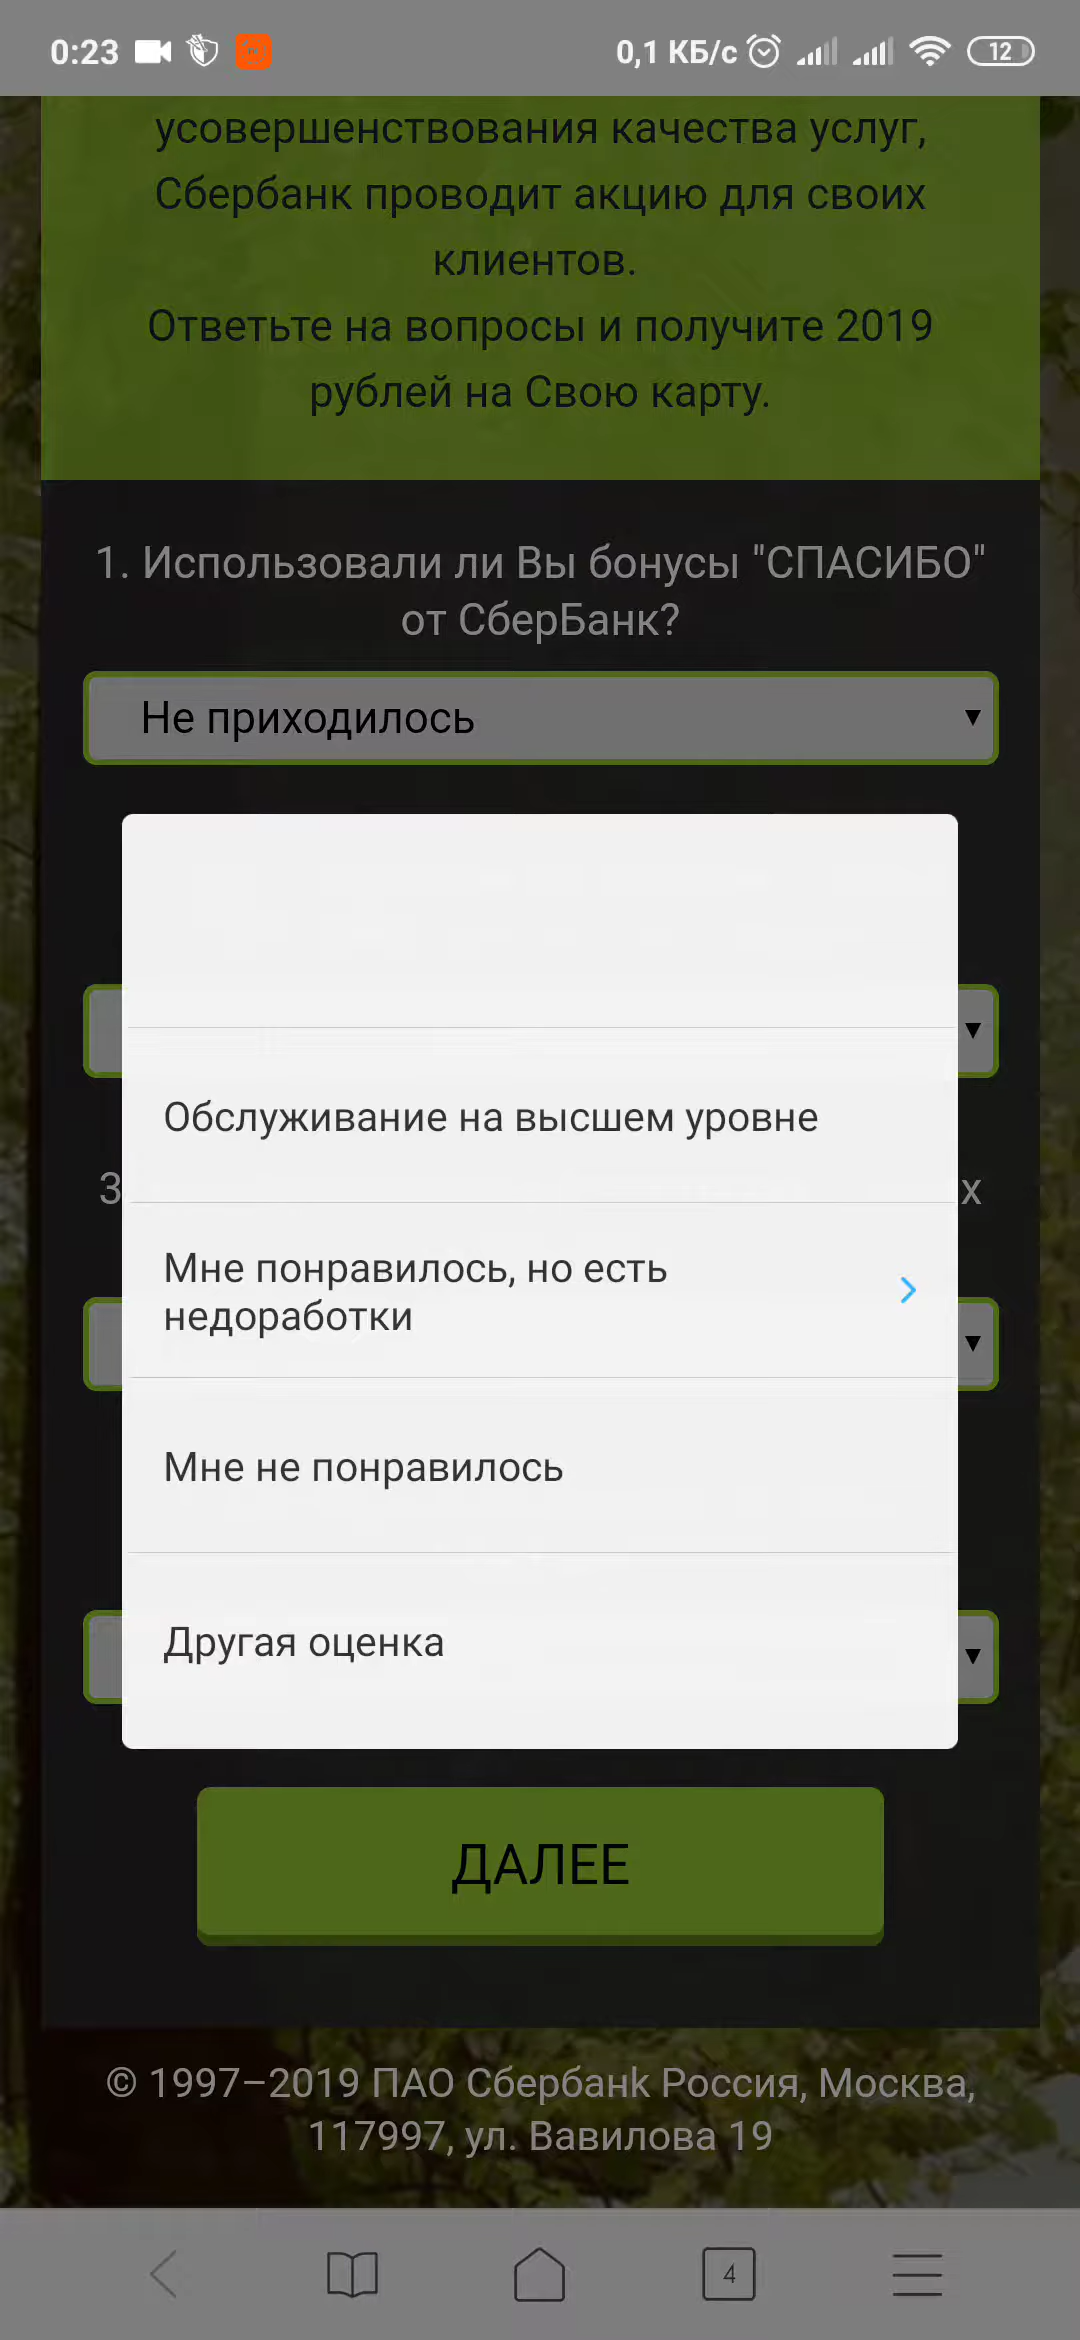 0:23
0,1 КБ/с
12
усовершенствования качества услуг,
Сбербанк проводит акцию для своих
клиентов.
Ответьте на вопросы и получите 2019
рублей на Свою карту.
1. Использовали ли Вы бонусы "СПАСИБО"
от СберБанк?
Не приходилось
Обслуживание на высшем уровне
3
х
Мне понравилось, но есть
недоработки
Мне не понравилось
Другая оценка
ДАЛЕЕ
© 1997–2019 ПАО Сбербанk Россия, Москва,
117997, ул. Вавилова 19
4